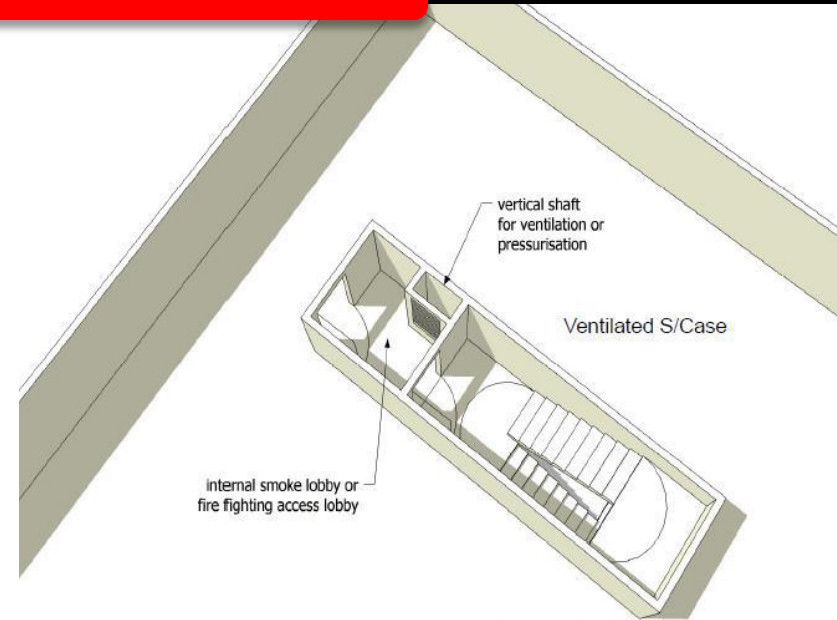 vertical shaft
for ventilation or
pressurisation
Ventilated S/Case
internal smoke lobby or
fire fighting access lobby